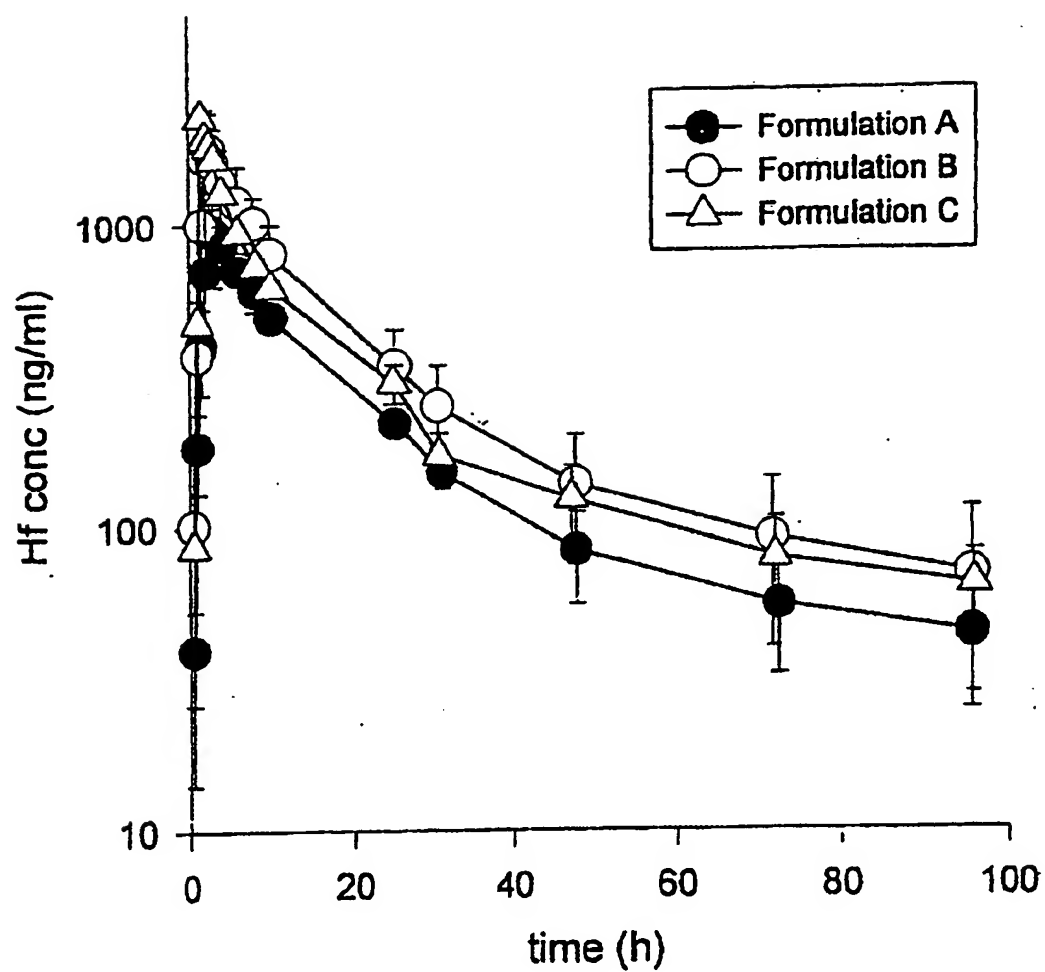 Formulation A
Formulation B
Formulation C
1000
100
10
Hf conc (ng/ml)
0 20 40 60 80 100
time (h)